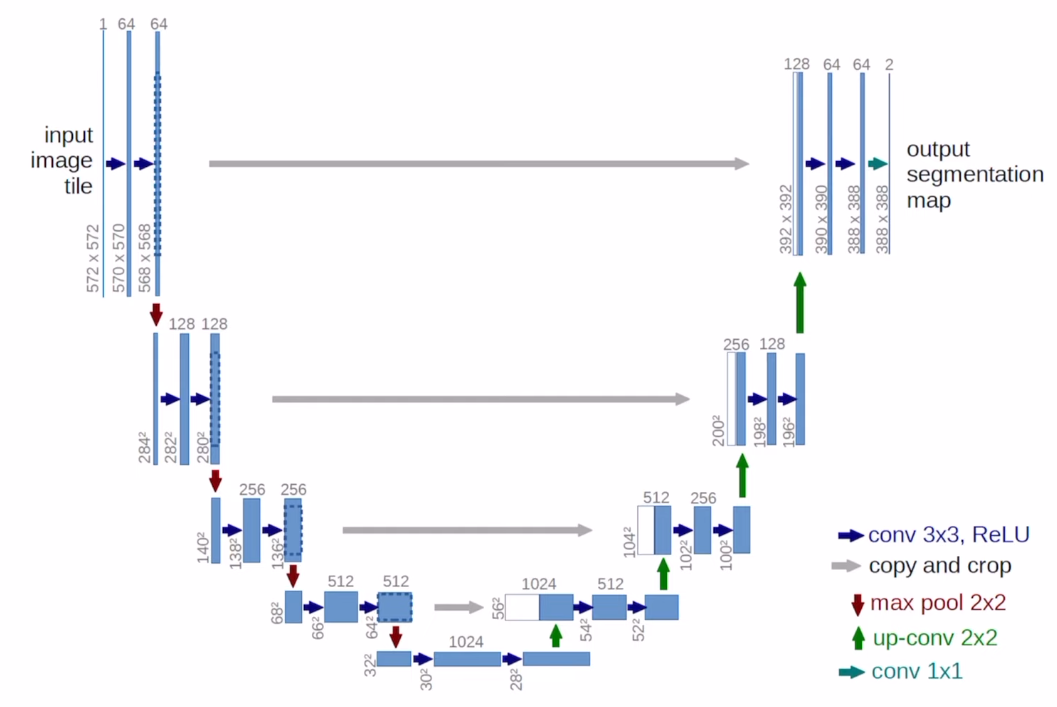 1 64 64
128 64 64 2
input
image
tile
output
segmentation
map
572 x 572
570 x 570
568 x 568
392 x 392
390 x 390
388 x 388
388 x 388
128 128
256 128
284²
282²
280²
200²
198²
196²
256 256
512 256
140²
138²
136²
104²
102²
100²
512 512
1024 512
68²
66²
64²
56²
54²
52²
1024
32²
30²
28²
conv 3x3, ReLU
copy and crop
max pool 2x2
up-conv 2x2
conv 1x1